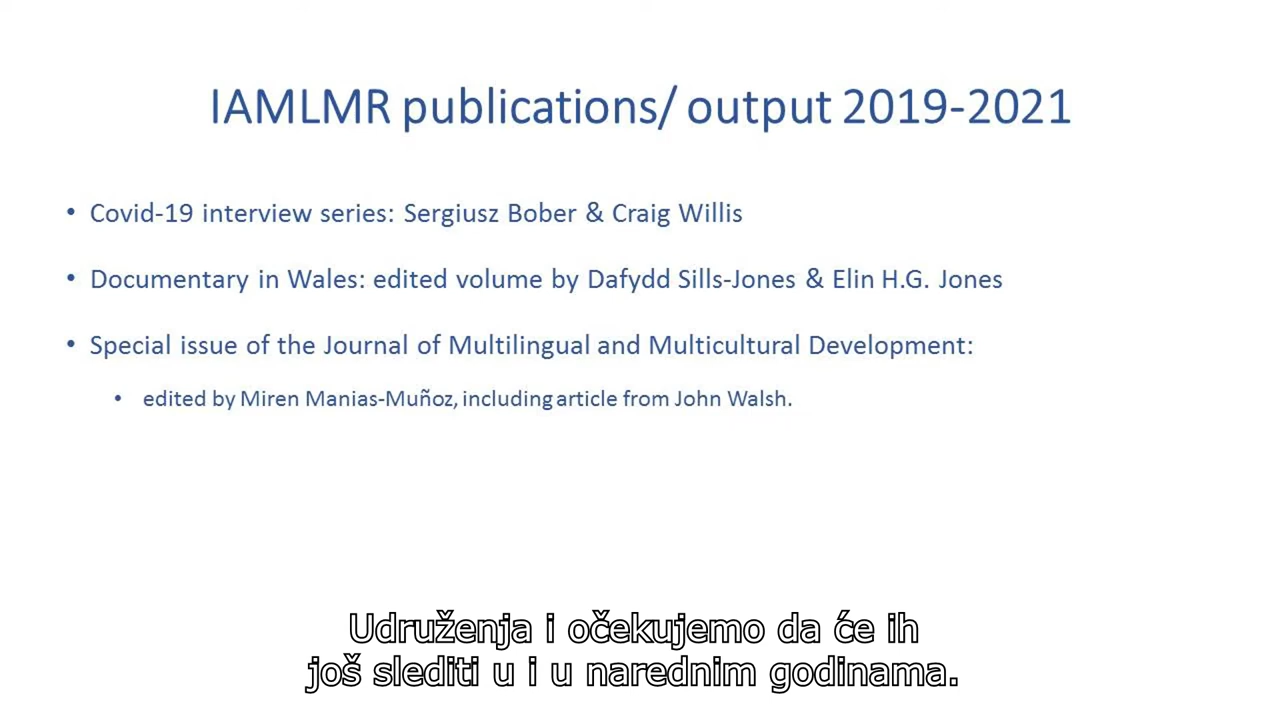 IAMLMR publications/ output 2019-2021
• Covid-19 interview series: Sergiusz Bober & Craig Willis
• Documentary in Wales: edited volume by Dafydd Sills-Jones & Elin H.G. Jones
• Special issue of the Journal of Multilingual and Multicultural Development:
• edited by Miren Manias-Muñoz, including article from John Walsh.
Udruženja i očekujemo da će ih
još slediti u i u narednim godinama.